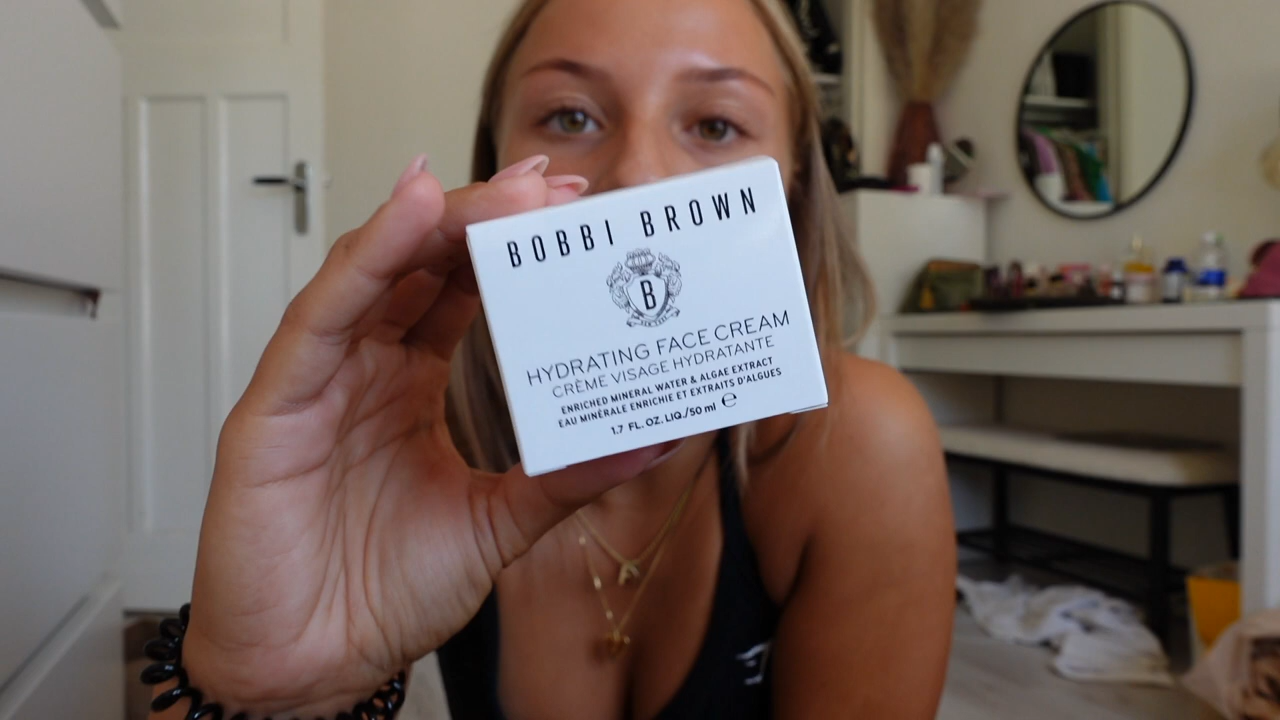 BOBBI BROWN
B
HYDRATING FACE CREAM
CRÈME VISAGE HYDRATANTE
ENRICHED MINERAL WATER & ALGAE EXTRACT
EAU MINÉRALE ENRICHIE ET EXTRAITS D'ALGUES
1.7 FL. OZ. LIQ./50 ml ℮